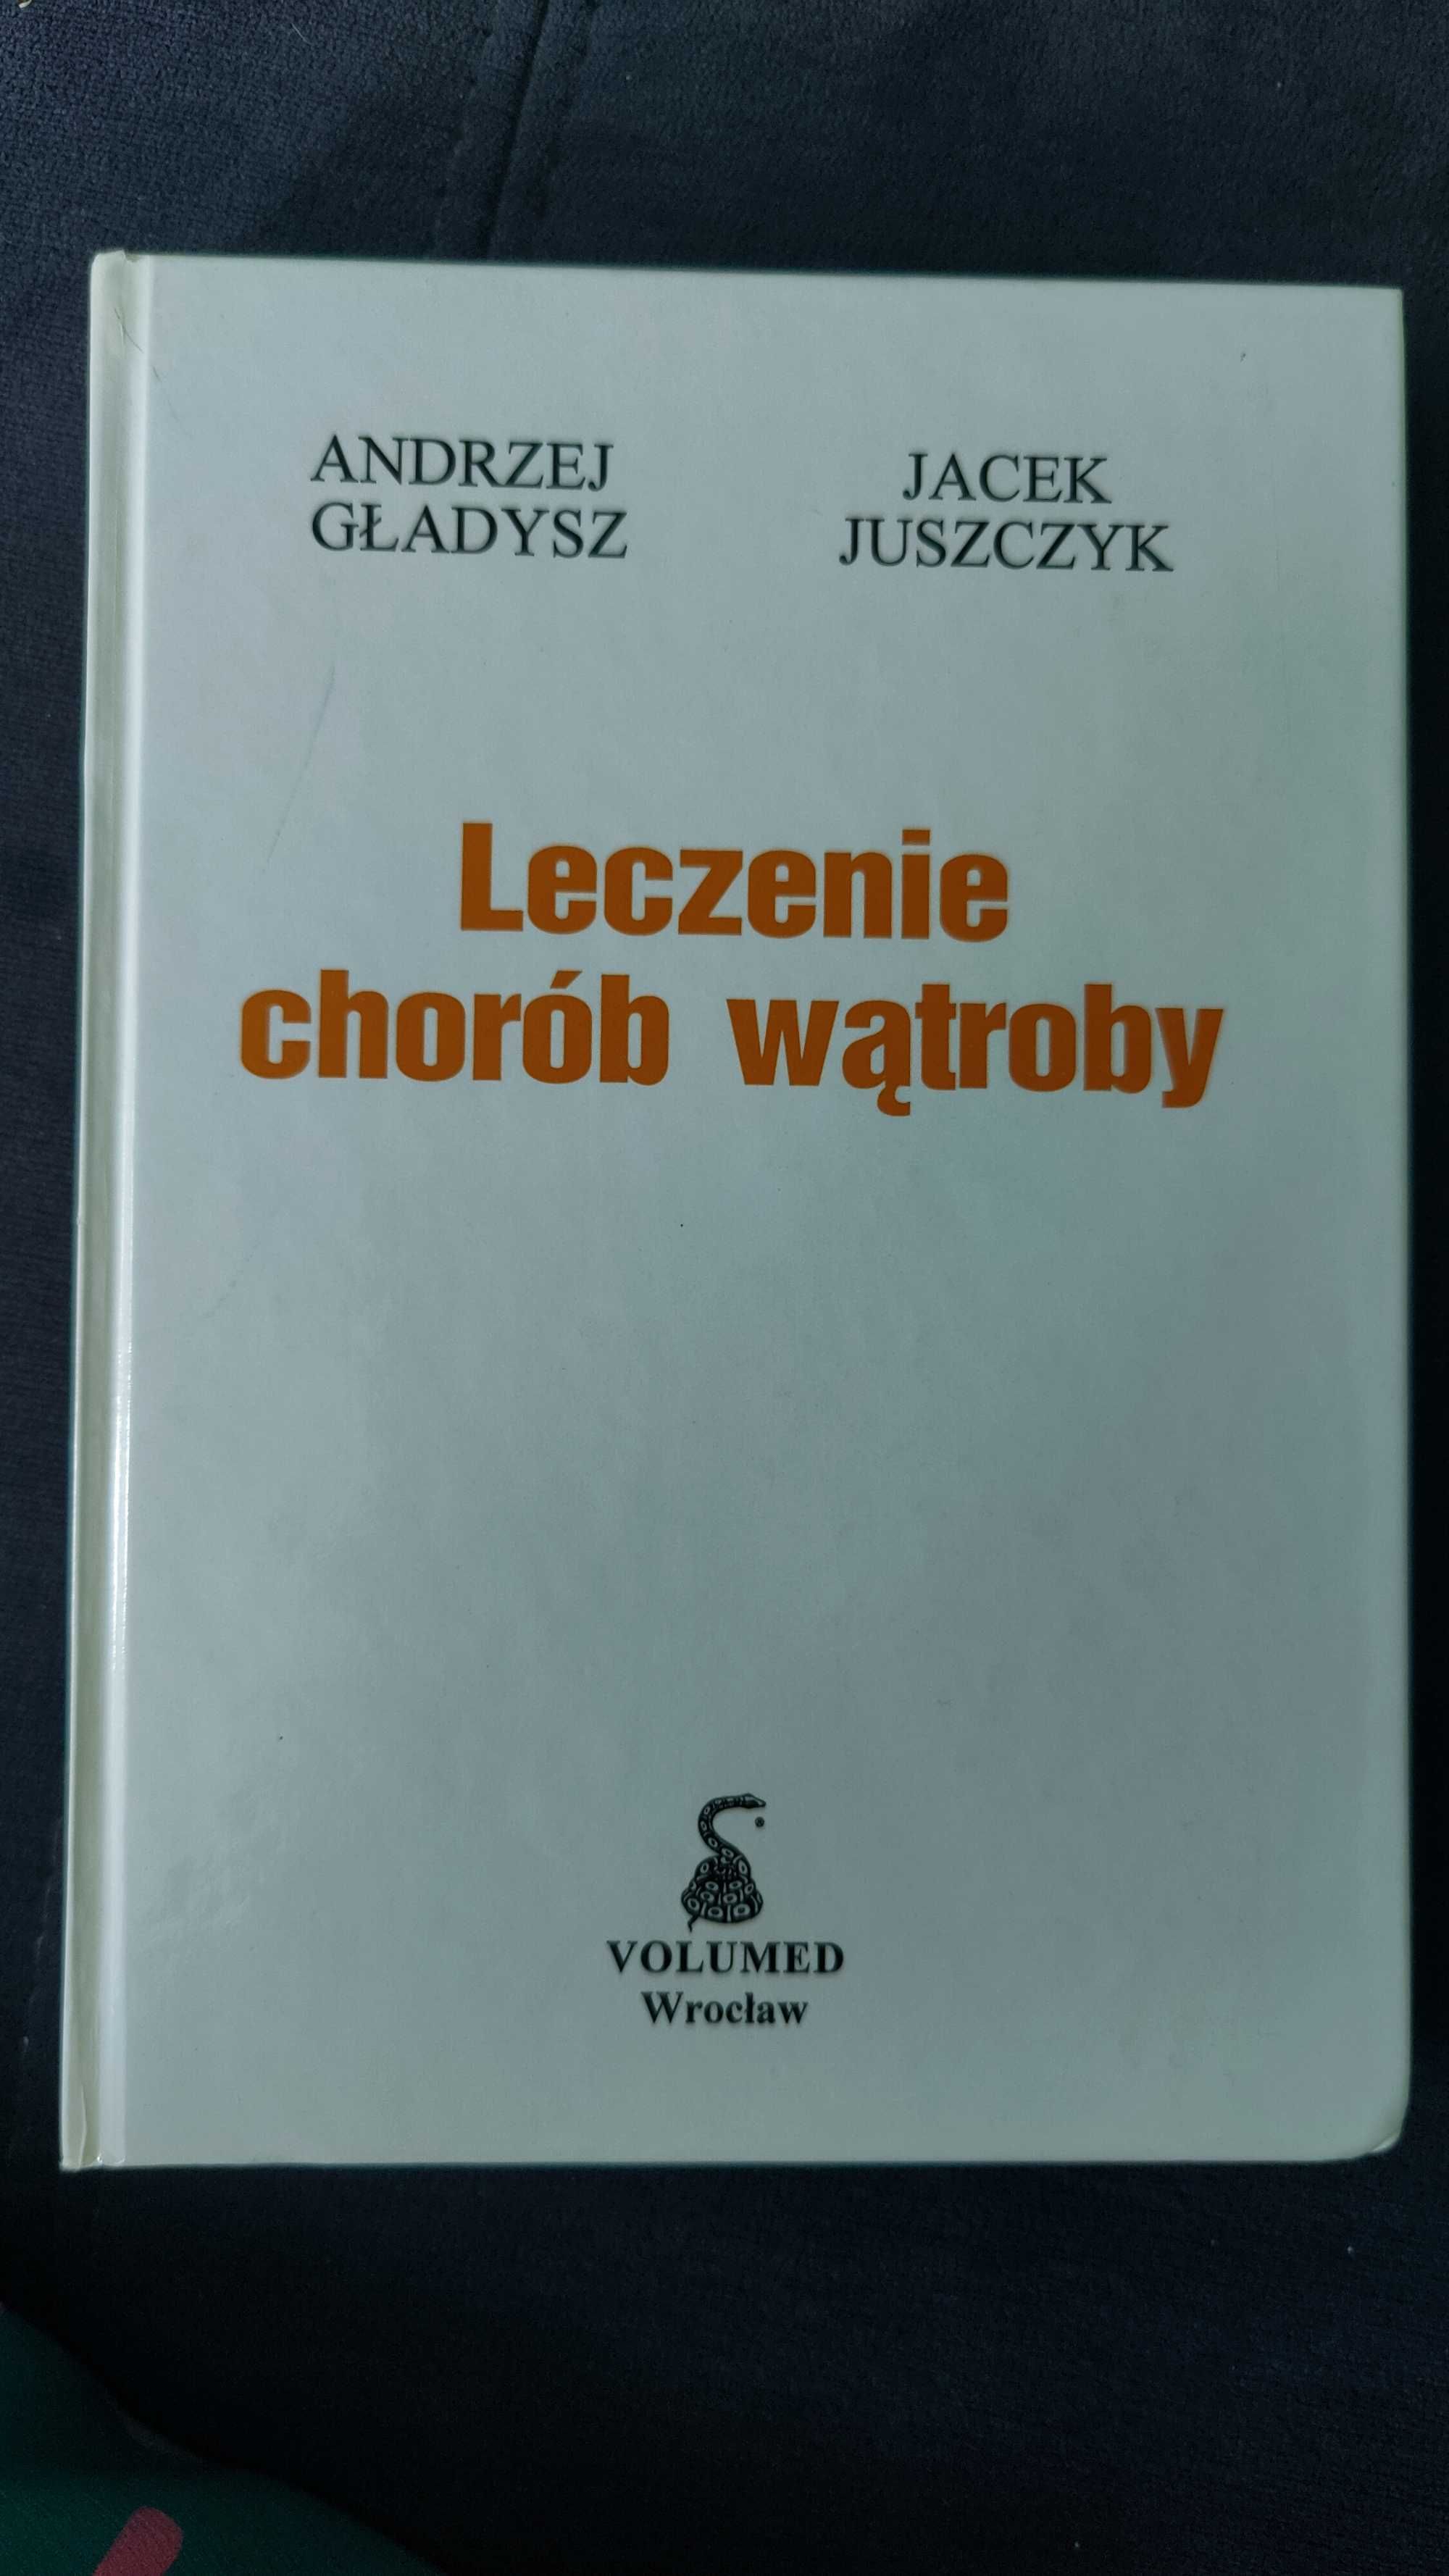 ANDRZEJ
GŁADYSZ
JACEK
JUSZCZYK
Leczenie
chorób wątroby
VOLUMED
Wrocław